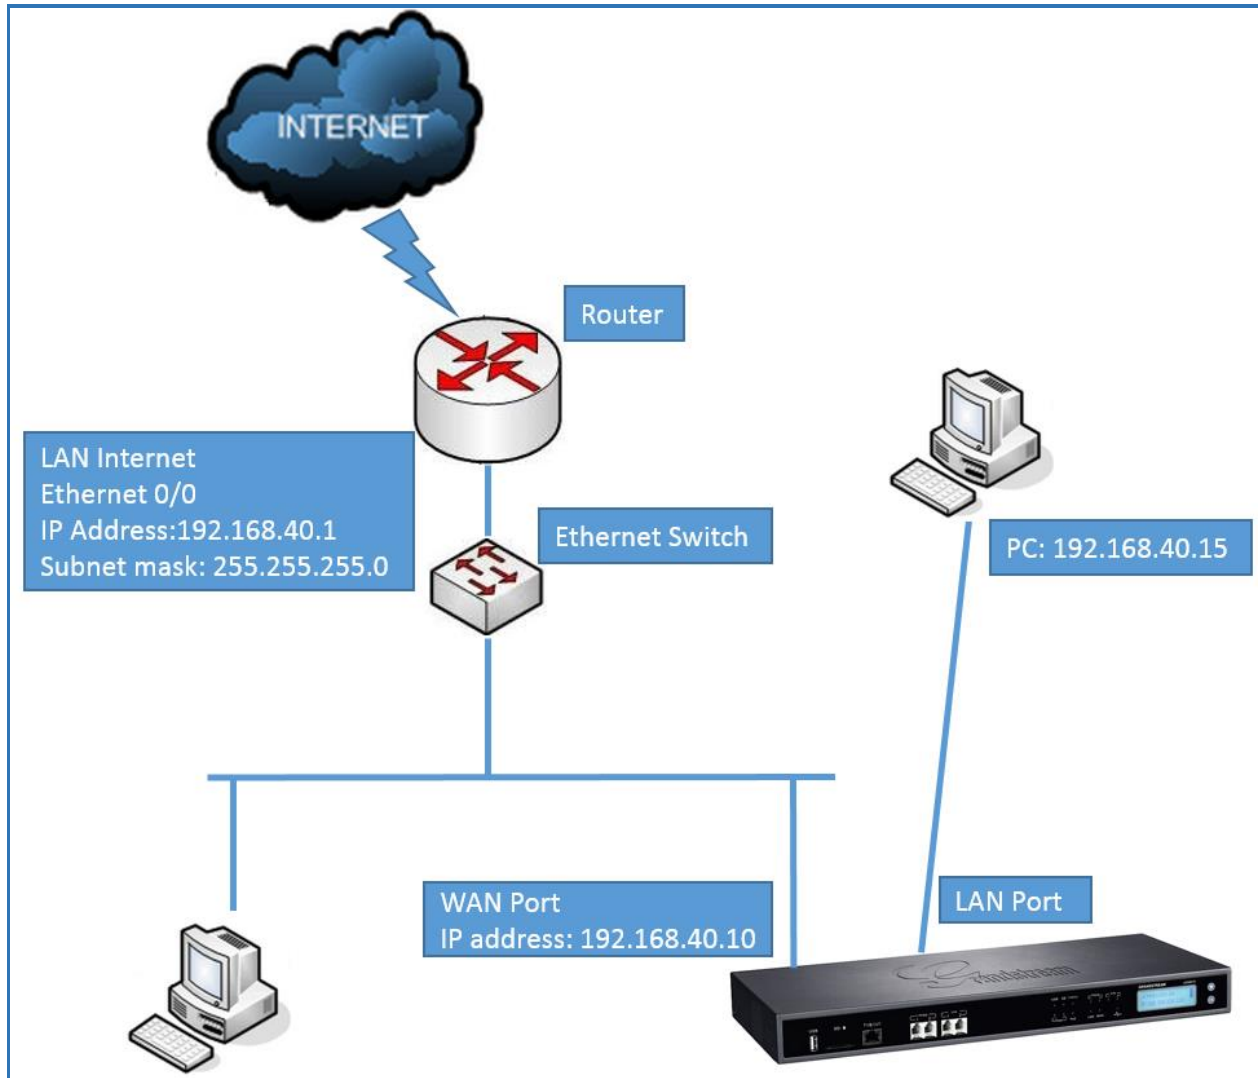 INTERNET
Router
LAN Internet
Ethernet 0/0
IP Address:192.168.40.1
Subnet mask: 255.255.255.0
Ethernet Switch
PC: 192.168.40.15
WAN Port
IP address: 192.168.40.10
LAN Port
Grandstream